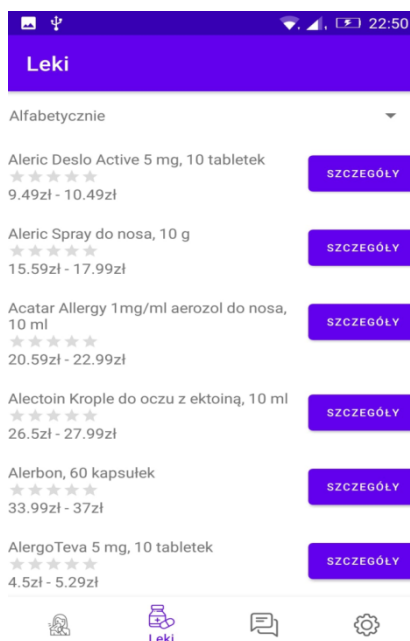 22:50
Leki
Alfabetycznie
Aleric Deslo Active 5 mg, 10 tabletek
SZCZEGÓŁY
9.49zł - 10.49zł
Aleric Spray do nosa, 10 g
SZCZEGÓŁY
15.59zł - 17.99zł
Acatar Allergy 1mg/ml aerozol do nosa,
10 ml
SZCZEGÓŁY
20.59zł - 22.99zł
Alectoin Krople do oczu z ektoiną, 10 ml
SZCZEGÓŁY
26.5zł - 27.99zł
Alerbon, 60 kapsułek
SZCZEGÓŁY
33.99zł - 37zł
AlergoTeva 5 mg, 10 tabletek
SZCZEGÓŁY
4.5zł - 5.29zł
Leki